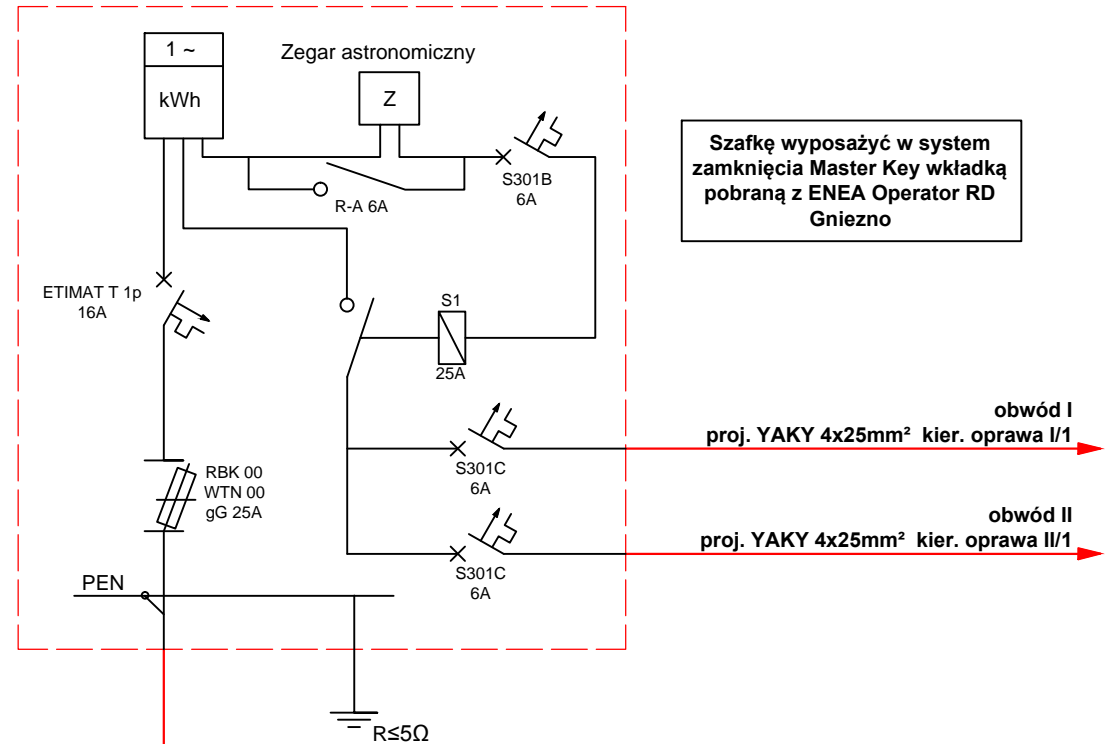 1 ~
kWh
Zegar astronomiczny
Z
S301B
6A
R-A 6A
Szafkę wyposażyć w system
zamknięcia Master Key wkładką
pobraną z ENEA Operator RD
Gniezno
ETIMAT T 1p
16A
S1
25A
obwód I
proj. YAKY 4x25mm² kier. oprawa I/1
S301C
6A
RBK 00
WTN 00
gG 25A
obwód II
proj. YAKY 4x25mm² kier. oprawa II/1
S301C
6A
PEN
R≤5Ω